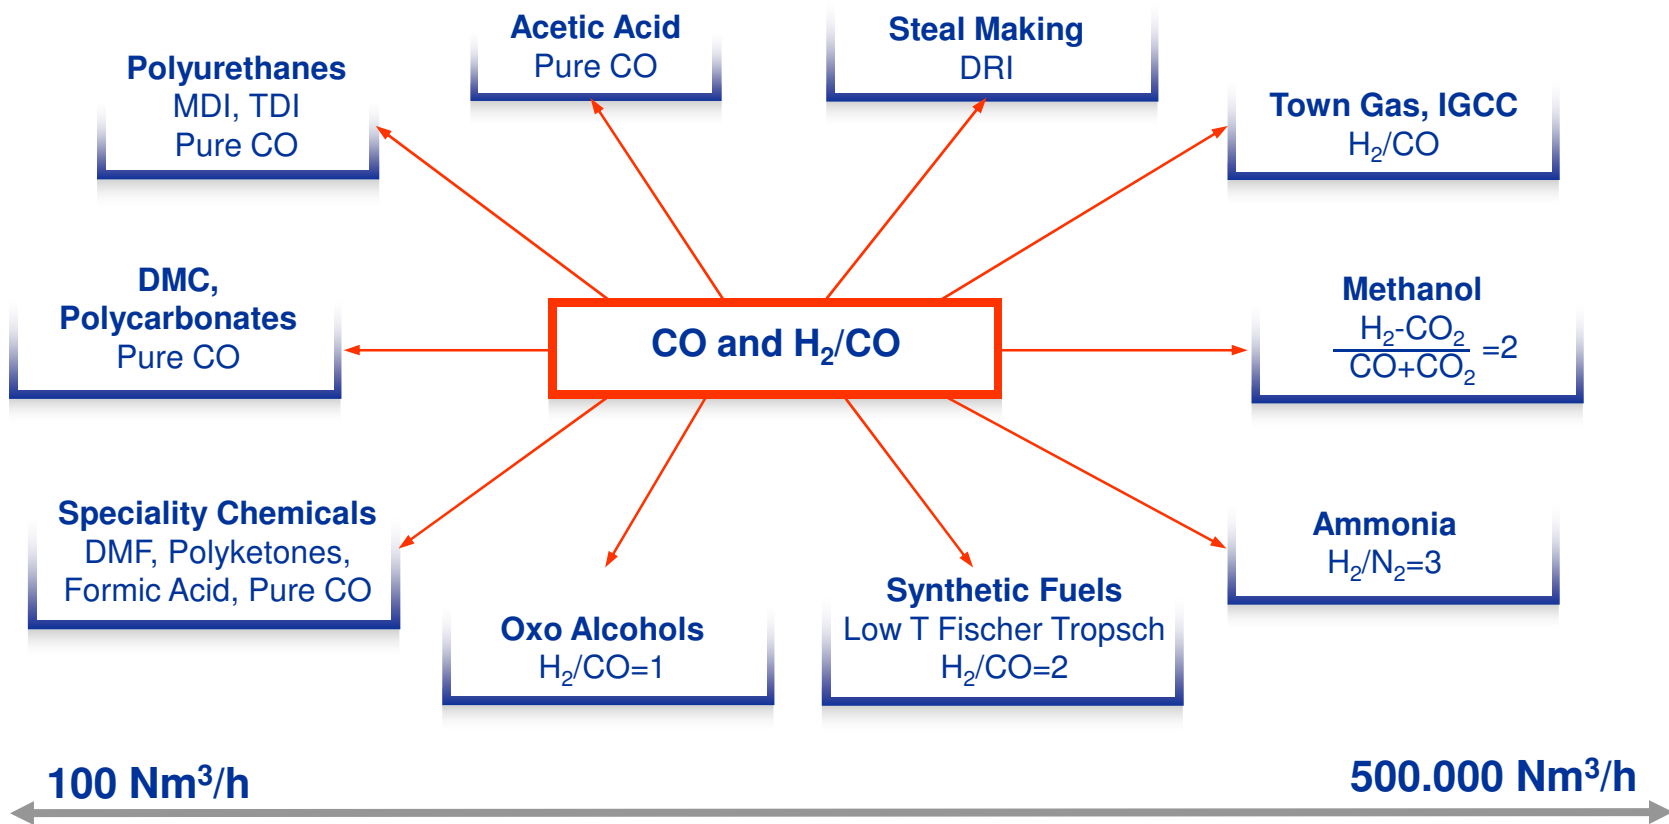 Acetic Acid
Pure CO
Steal Making
DRI
Polyurethanes
MDI, TDI
Pure CO
Town Gas, IGCC
H₂/CO
DMC,
Polycarbonates
Pure CO
CO and H₂/CO
Methanol
H₂-CO₂
CO+CO₂
=2
Speciality Chemicals
DMF, Polyketones,
Formic Acid, Pure CO
Oxo Alcohols
H₂/CO=1
Synthetic Fuels
Low T Fischer Tropsch
H₂/CO=2
Ammonia
H₂/N₂=3
100 Nm³/h
500.000 Nm³/h